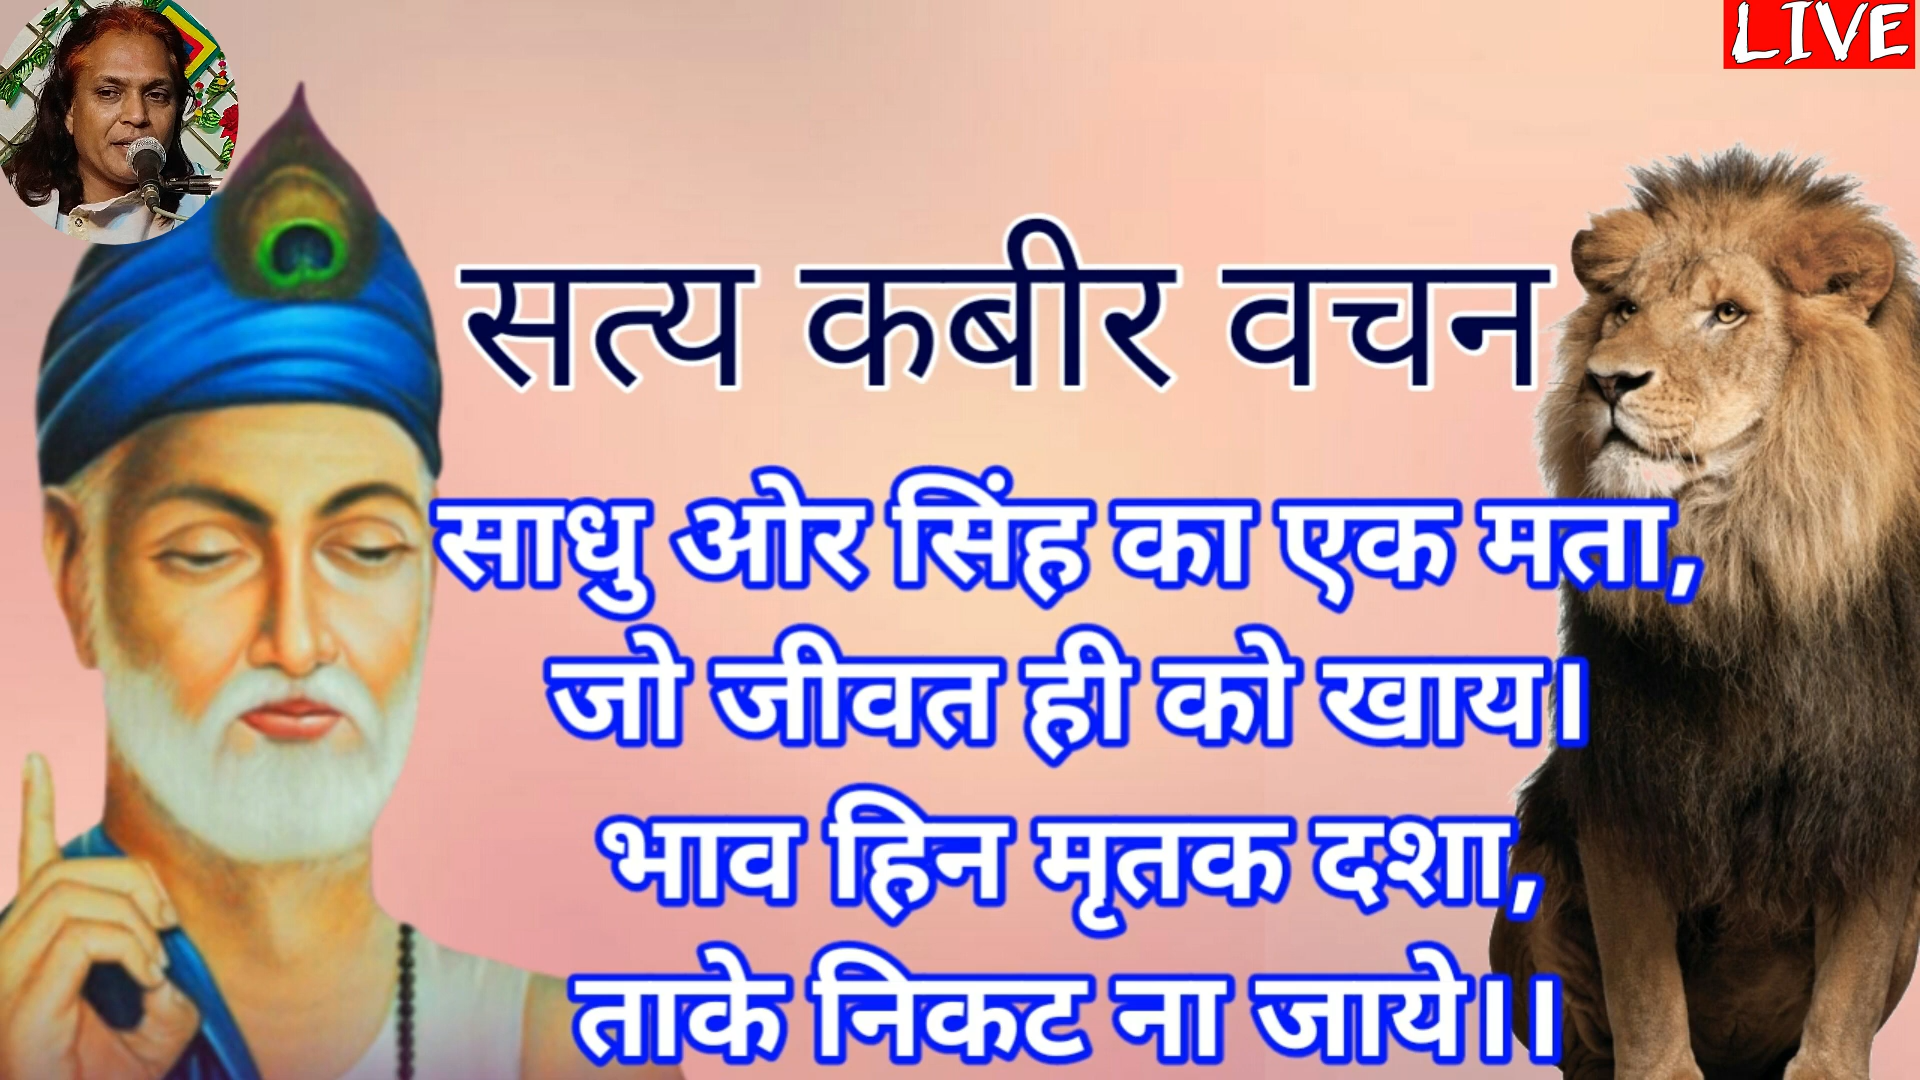 LIVE
सत्य कबीर वचन
साधु ओर सिंह का एक मता,
जो जीवत ही को खाय।
भाव हिन मृतक दशा,
ताके निकट ना जाये।।